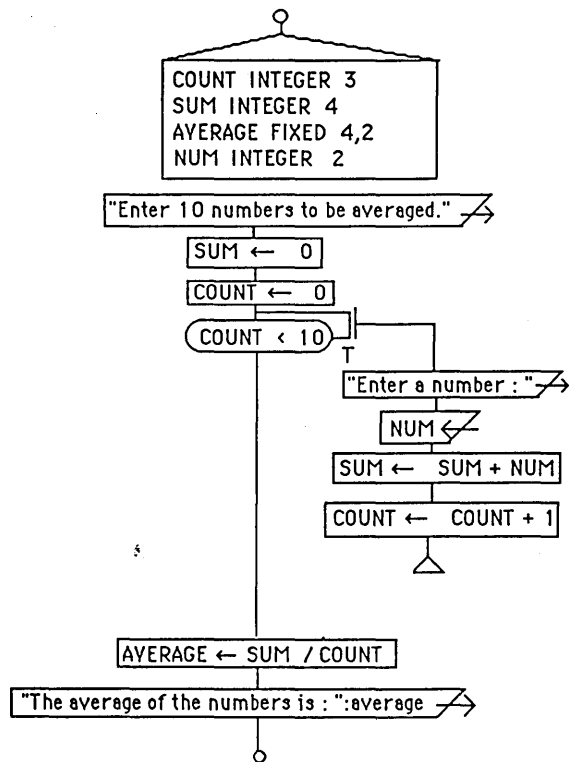 COUNT INTEGER 3
SUM INTEGER 4
AVERAGE FIXED 4,2
NUM INTEGER 2
"Enter 10 numbers to be averaged."
SUM ← 0
COUNT ← 0
COUNT < 10
T
"Enter a number : "
NUM ←
SUM ← SUM + NUM
COUNT ← COUNT + 1
AVERAGE ← SUM / COUNT
"The average of the numbers is : ":average